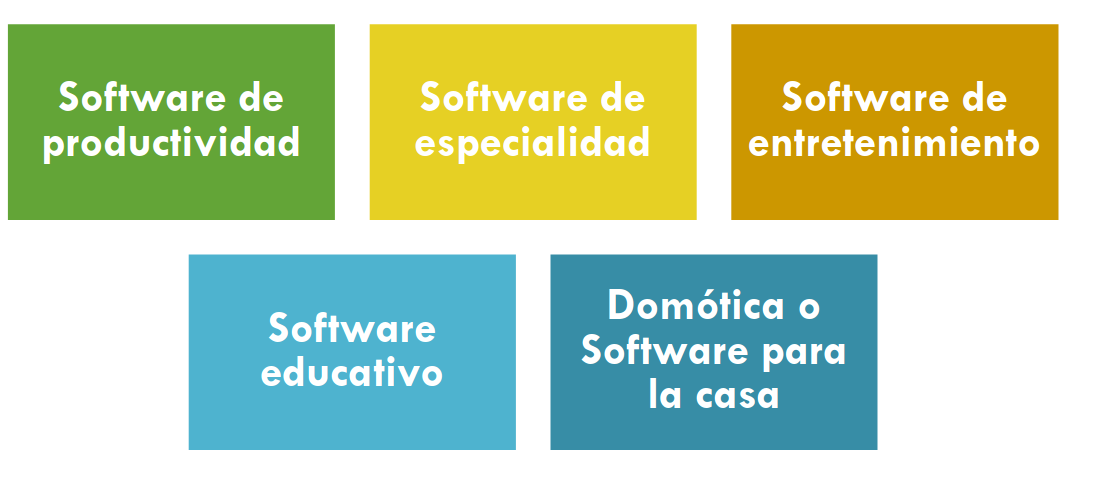 Software de
productividad
Software de
especialidad
Software de
entretenimiento
Software
educativo
Domótica o
Software para
la casa